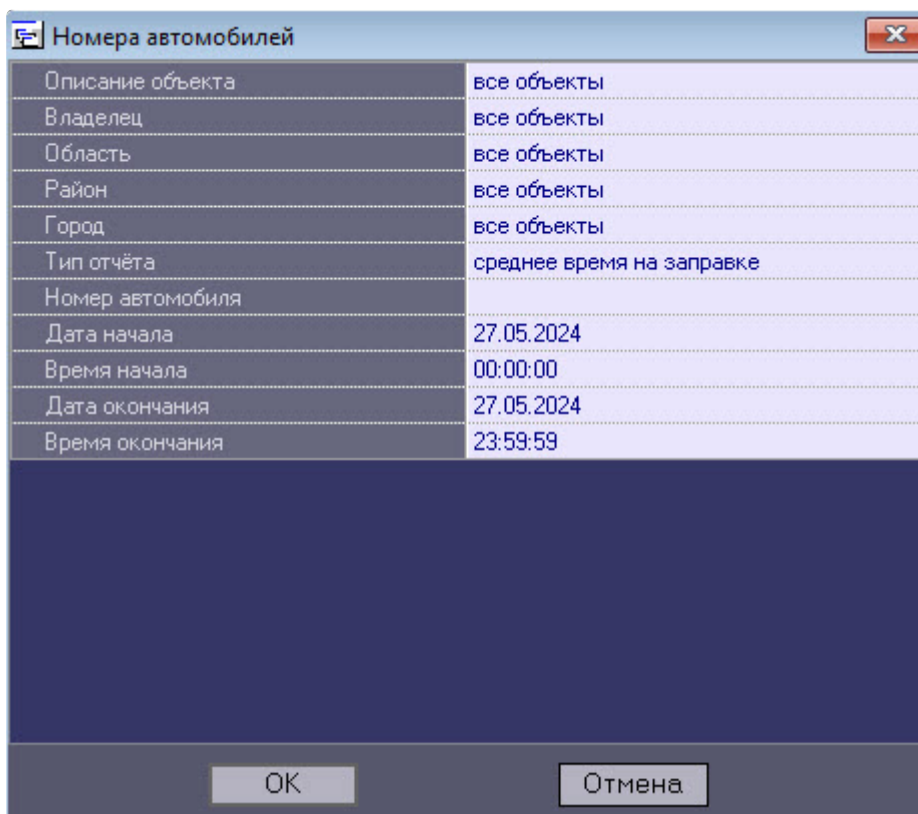 Номера автомобилей
Описание объекта все объекты
Владелец все объекты
Область все объекты
Район все объекты
Город все объекты
Тип отчёта среднее время на заправке
Номер автомобиля
Дата начала 27.05.2024
Время начала 00:00:00
Дата окончания 27.05.2024
Время окончания 23:59:59
OK Отмена